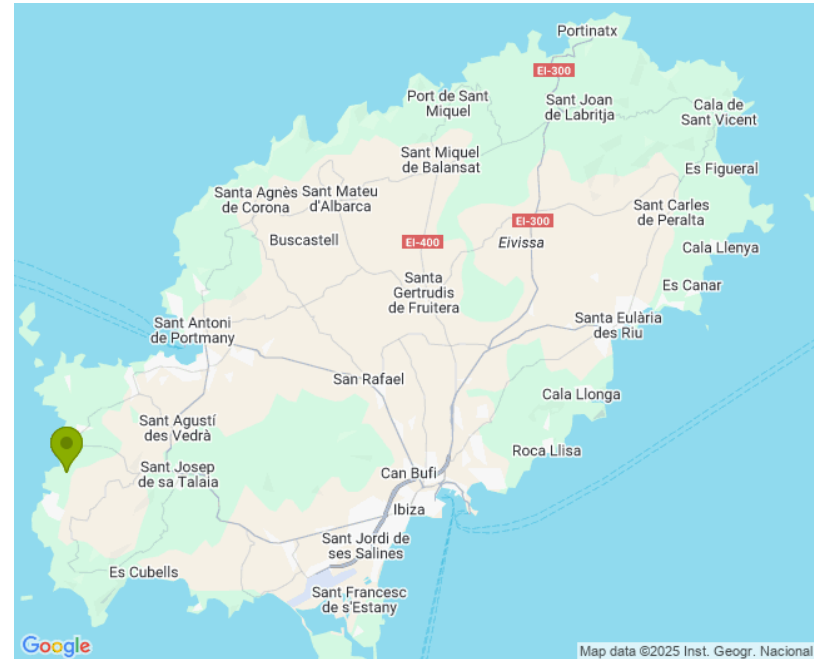 Portinatx
EI-300
Port de Sant
Miquel
Sant Joan
de Labritja
Cala de
Sant Vicent
Sant Miquel
de Balansat
Es Figueral
Santa Agnès
de Corona
Sant Mateu
d'Albarca
Sant Carles
de Peralta
EI-300
Buscastell
EI-400
Eivissa
Cala Llenya
Santa
Gertrudis
de Fruitera
Es Canar
Sant Antoni
de Portmany
Santa Eulària
des Riu
San Rafael
Cala Llonga
Sant Agustí
des Vedrà
Roca Llisa
Sant Josep
de sa Talaia
Can Bufi
Ibiza
Sant Jordi de
ses Salines
Es Cubells
Sant Francesc
de s'Estany
Google
Map data ©2025 Inst. Geogr. Nacional